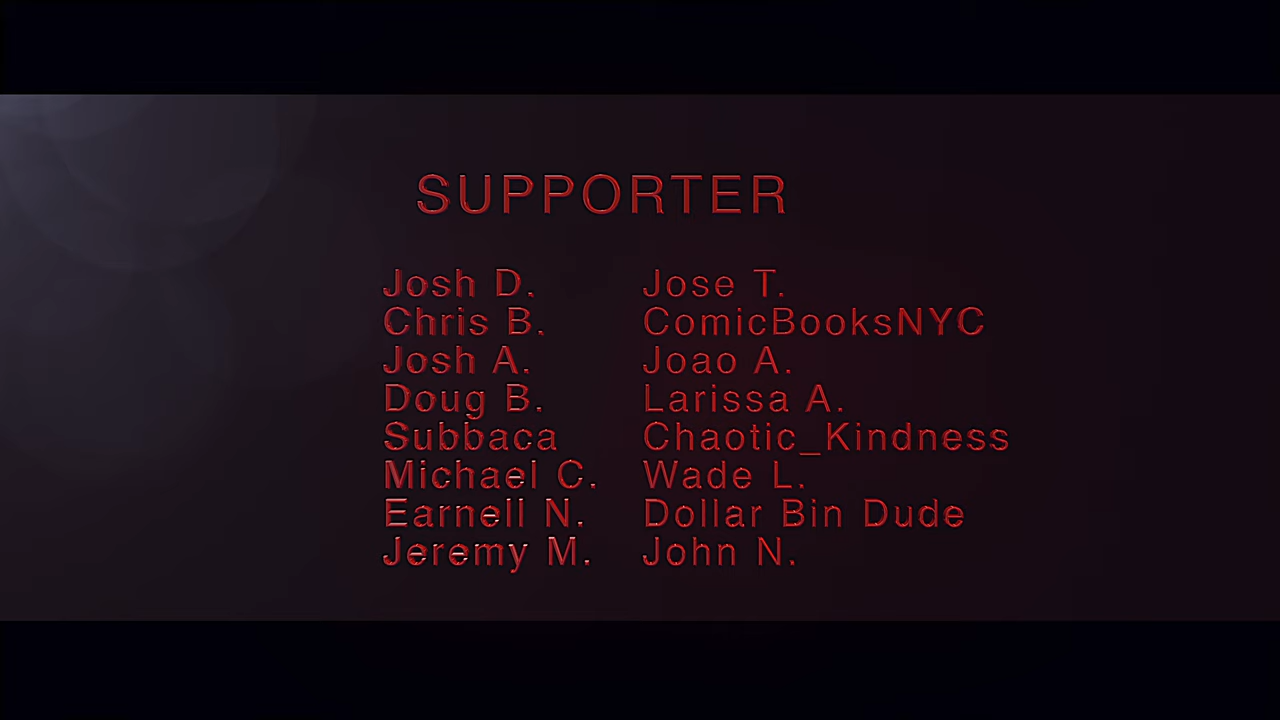 SUPPORTER
Josh D. Jose T.
Chris B. ComicBooksNYC
Josh A. Joao A.
Doug B. Larissa A.
Subbaca Chaotic_Kindness
Michael C. Wade L.
Earnell N. Dollar Bin Dude
Jeremy M. John N.